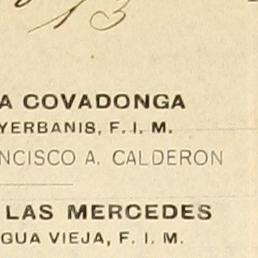 13
A COVADONGA
YERBANIS, F. I. M.
NCISCO A. CALDERON
LAS MERCEDES
GUA VIEJA, F. I. M.